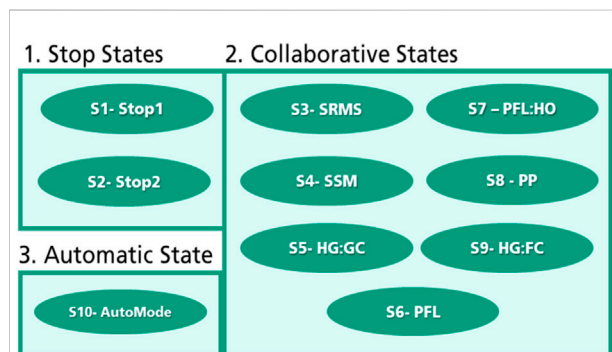 1. Stop States
S1- Stop1
S2- Stop2
2. Collaborative States
S3- SRMS
S7 – PFL:HO
S4- SSM
S8 - PP
S5- HG:GC
S9- HG:FC
S6- PFL
3. Automatic State
S10- AutoMode